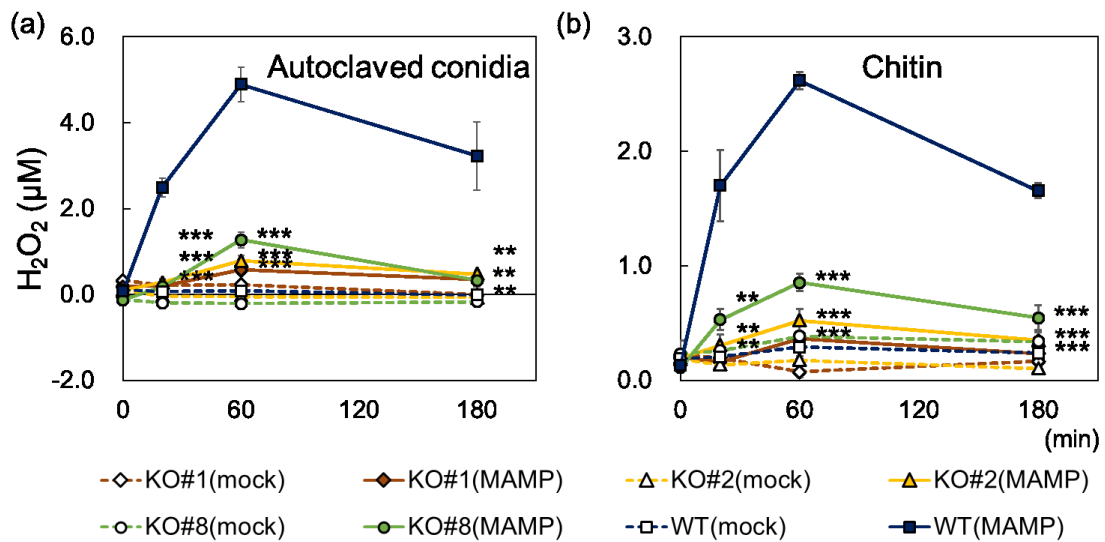 (a)
Autoclaved conidia
H₂O₂ (μM)
6.0
4.0
2.0
0.0
-2.0
0
60
120
180
***
***
***
***
***
***
**
**
**
(b)
Chitin
3.0
2.0
1.0
0.0
0
60
120
180
(min)
**
**
**
***
***
***
***
***
***
KO#1(mock)
KO#1(MAMP)
KO#2(mock)
KO#2(MAMP)
KO#8(mock)
KO#8(MAMP)
WT(mock)
WT(MAMP)